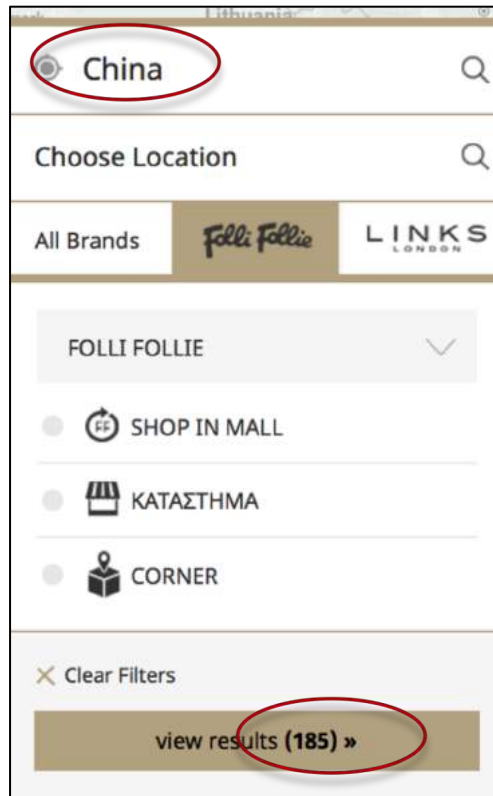 Lithuania
China
Choose Location
All Brands
Folli Follie
LINKS
LONDON
FOLLI FOLLIE
FF
SHOP IN MALL
ΚΑΤΑΣΤΗΜΑ
CORNER
Clear Filters
view results (185) »